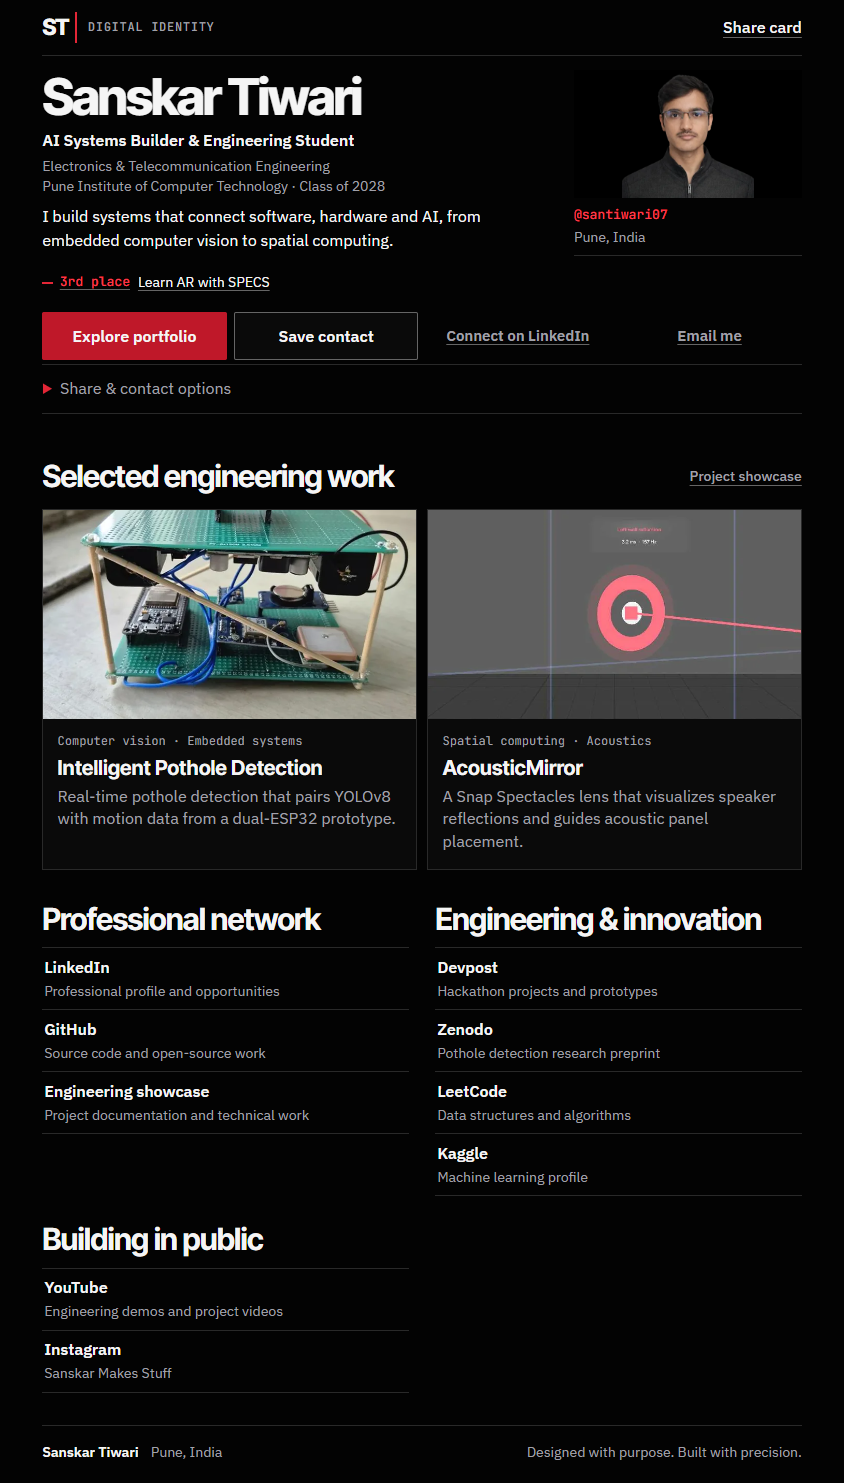 ST DIGITAL IDENTITY
Share card
Sanskar Tiwari
AI Systems Builder & Engineering Student
Electronics & Telecommunication Engineering
Pune Institute of Computer Technology · Class of 2028
I build systems that connect software, hardware and AI, from
embedded computer vision to spatial computing.
— 3rd place Learn AR with SPECS
@santiwari07
Pune, India
Explore portfolio
Save contact
Connect on LinkedIn
Email me
Share & contact options
Selected engineering work
Project showcase
Computer vision · Embedded systems
Intelligent Pothole Detection
Real-time pothole detection that pairs YOLOv8
with motion data from a dual-ESP32 prototype.
Spatial computing · Acoustics
AcousticMirror
A Snap Spectacles lens that visualizes speaker
reflections and guides acoustic panel
placement.
Professional network
LinkedIn
Professional profile and opportunities
GitHub
Source code and open-source work
Engineering showcase
Project documentation and technical work
Engineering & innovation
Devpost
Hackathon projects and prototypes
Zenodo
Pothole detection research preprint
LeetCode
Data structures and algorithms
Kaggle
Machine learning profile
Building in public
YouTube
Engineering demos and project videos
Instagram
Sanskar Makes Stuff
Sanskar Tiwari Pune, India
Designed with purpose. Built with precision.